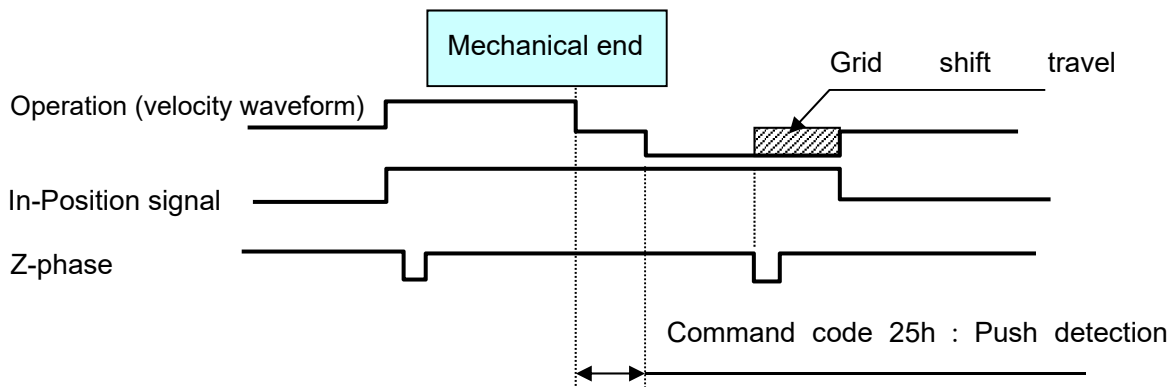 Mechanical end
Grid shift travel
Operation (velocity waveform)
In-Position signal
Z-phase
Command code 25h : Push detection